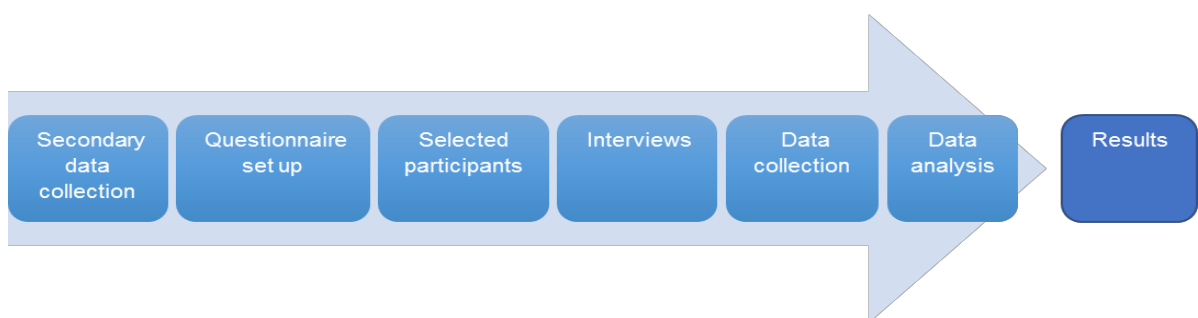 Secondary
data
collection
Questionnaire
set up
Selected
participants
Interviews
Data
collection
Data
analysis
Results